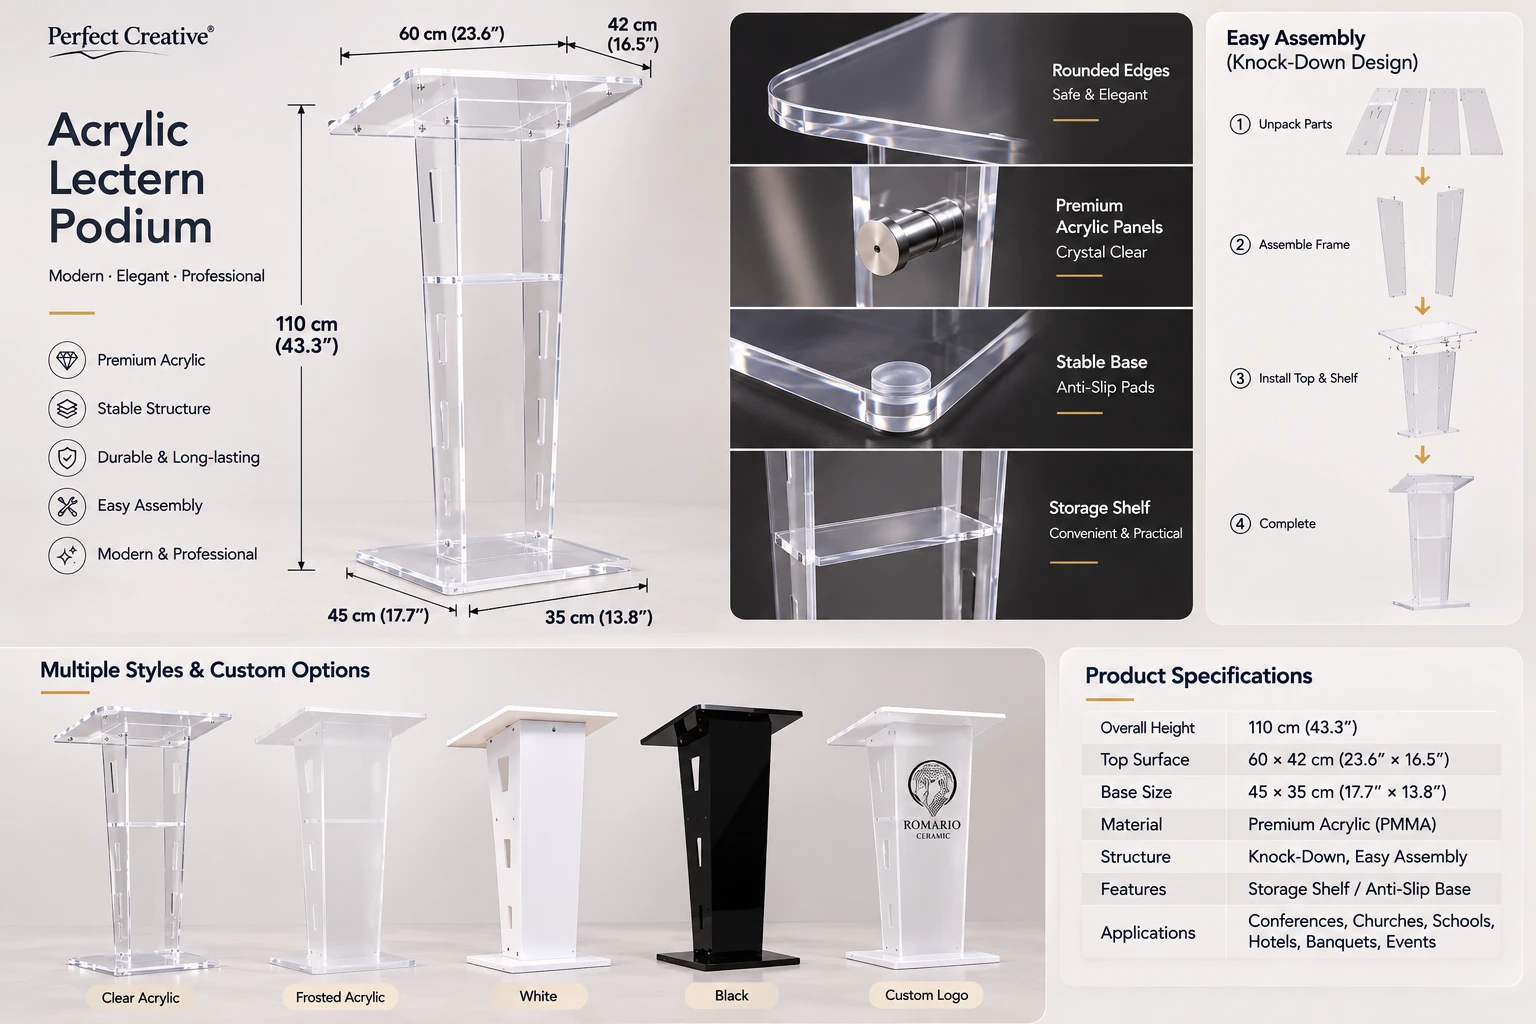 Perfect Creative®
Acrylic
Lectern
Podium
Modern · Elegant · Professional
Premium Acrylic
Stable Structure
Durable & Long-lasting
Easy Assembly
Modern & Professional
60 cm (23.6”)
42 cm
(16.5”)
110 cm
(43.3”)
45 cm (17.7”)
35 cm (13.8”)
Rounded Edges
Safe & Elegant
Premium
Acrylic Panels
Crystal Clear
Stable Base
Anti-Slip Pads
Storage Shelf
Convenient & Practical
Easy Assembly
(Knock-Down Design)
1 Unpack Parts
2 Assemble Frame
3 Install Top & Shelf
4 Complete
Multiple Styles & Custom Options
ROMARIO
CERAMIC
Clear Acrylic
Frosted Acrylic
White
Black
Custom Logo
Product Specifications
Overall Height 110 cm (43.3”)
Top Surface 60 × 42 cm (23.6” × 16.5”)
Base Size 45 × 35 cm (17.7” × 13.8”)
Material Premium Acrylic (PMMA)
Structure Knock-Down, Easy Assembly
Features Storage Shelf / Anti-Slip Base
Applications Conferences, Churches, Schools,
Hotels, Banquets, Events